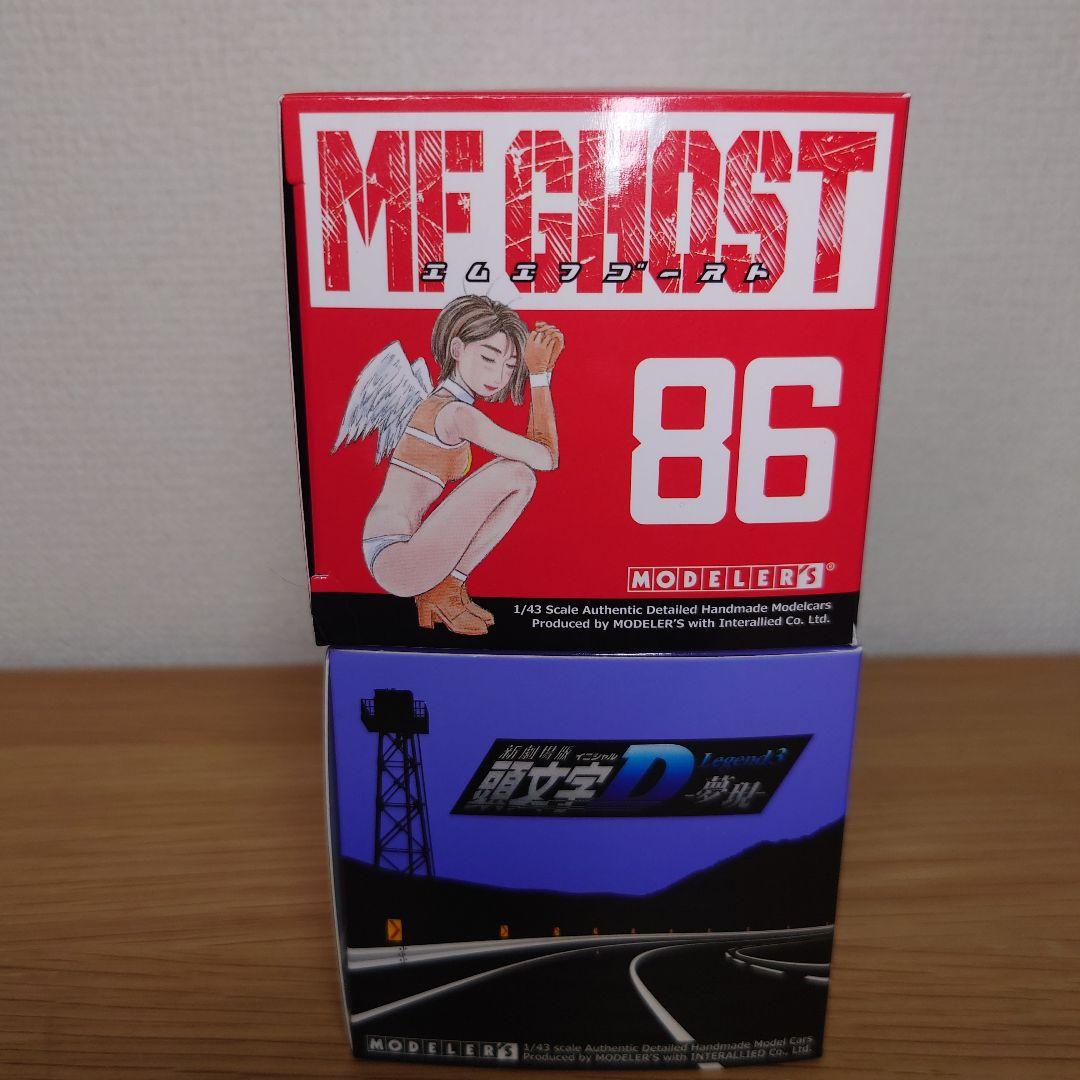 MF GHOST
エムエフゴースト
86
MODELER'S®
1/43 Scale Authentic Detailed Handmade Modelcars
Produced by MODELER'S with Interallied Co. Ltd.
新劇場版 イニシャル
頭文字D Legend3
-夢現-
MODELER'S
1/43 scale Authentic Detailed Handmade Model Cars
Produced by MODELER'S with INTERALLIED Co., Ltd.